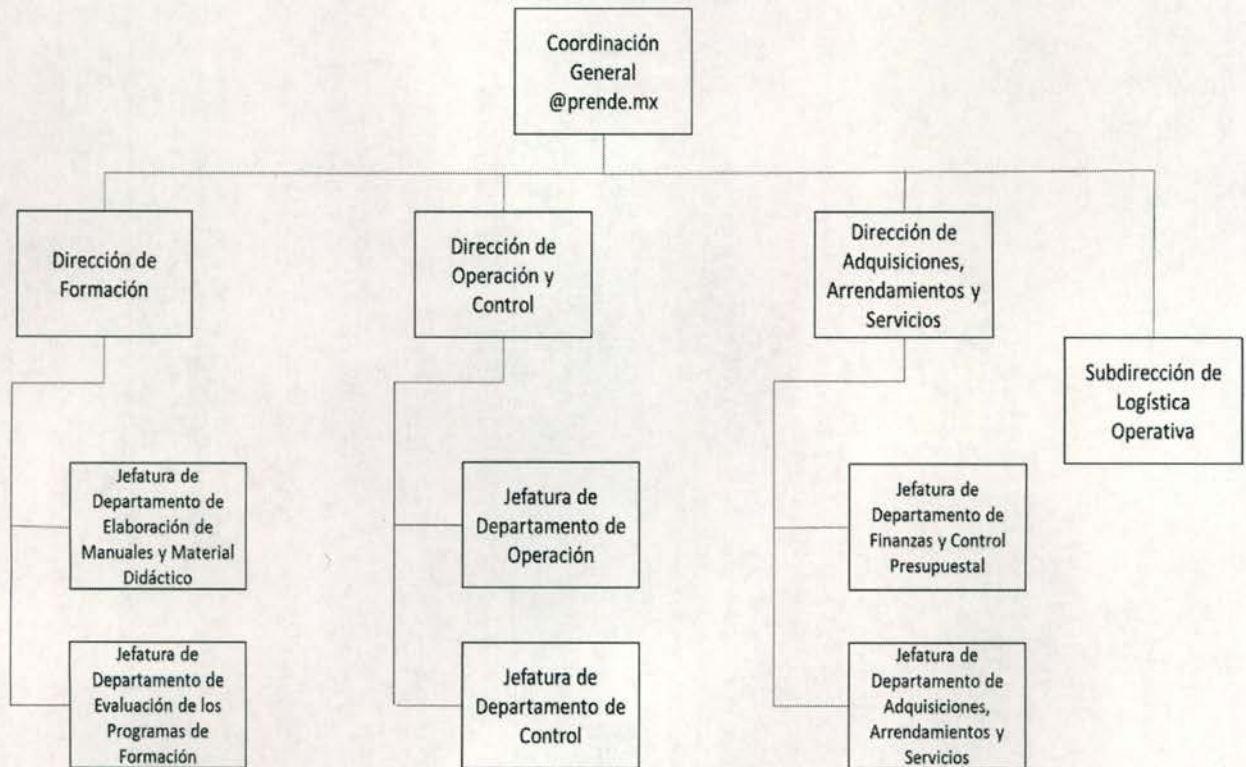 Coordinación
General
@prende.mx
Dirección de
Formación
Dirección de
Operación y
Control
Dirección de
Adquisiciones,
Arrendamientos y
Servicios
Subdirección de
Logística
Operativa
Jefatura de
Departamento de
Elaboración de
Manuales y Material
Didáctico
Jefatura de
Departamento de
Operación
Jefatura de
Departamento de
Finanzas y Control
Presupuestal
Jefatura de
Departamento de
Evaluación de los
Programas de
Formación
Jefatura de
Departamento de
Control
Jefatura de
Departamento de
Adquisiciones,
Arrendamientos y
Servicios